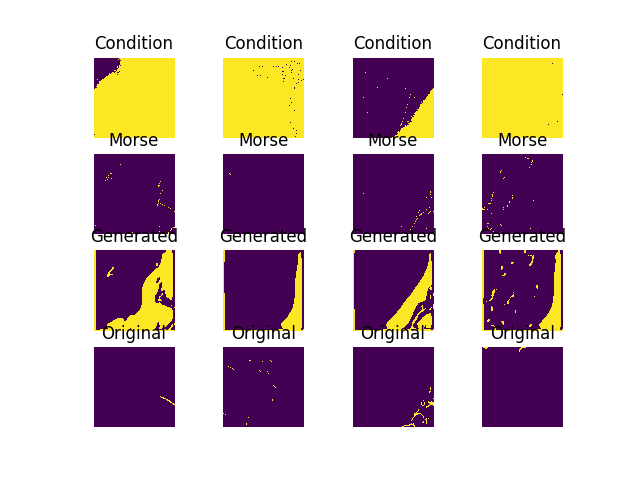 Condition Condition Condition Condition
Morse Morse Morse Morse
Generated Generated Generated Generated
Original Original Original Original